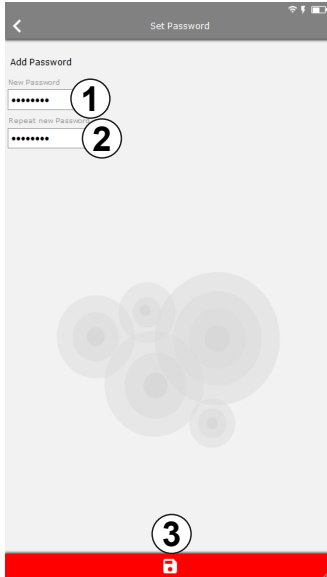 Set Password
Add Password
New Password
••••••••
1
Repeat new Password
••••••••
2
3